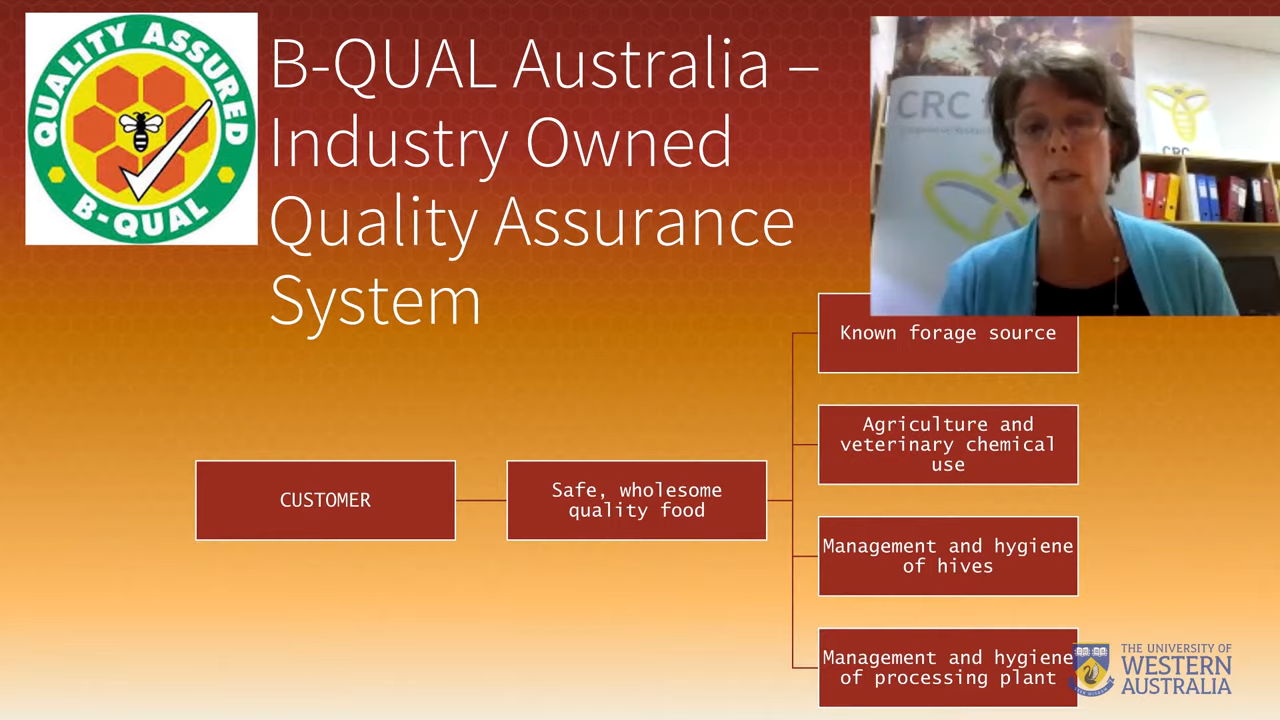 QUALITY ASSURED
B-QUAL
B-QUAL Australia –
Industry Owned
Quality Assurance
System
CRC
CRC
Known forage source
Agriculture and
veterinary chemical
use
CUSTOMER
Safe, wholesome
quality food
Management and hygiene
of hives
Management and hygiene
of processing plant
THE UNIVERSITY OF
WESTERN
AUSTRALIA